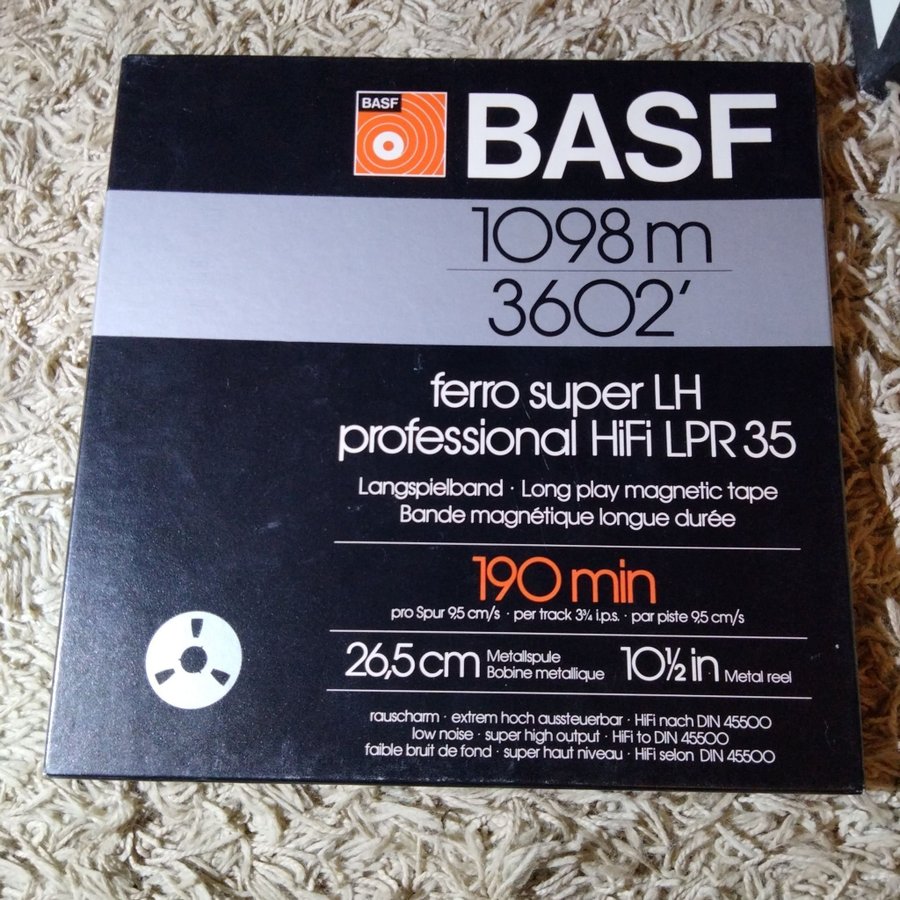 BASF
BASF
1098 m
3602'
ferro super LH
professional HiFi LPR 35
Langspielband · Long play magnetic tape
Bande magnétique longue durée
190 min
pro Spur 9,5 cm/s · per track 3¾ i.p.s. · par piste 9,5 cm/s
26,5 cm Metallspule 10½ in Metal reel
Bobine metallique
rauscharm · extrem hoch aussteuerbar · HiFi nach DIN 45500
low noise · super high output · HiFi to DIN 45500
faible bruit de fond · super haut niveau · HiFi selon DIN 45500